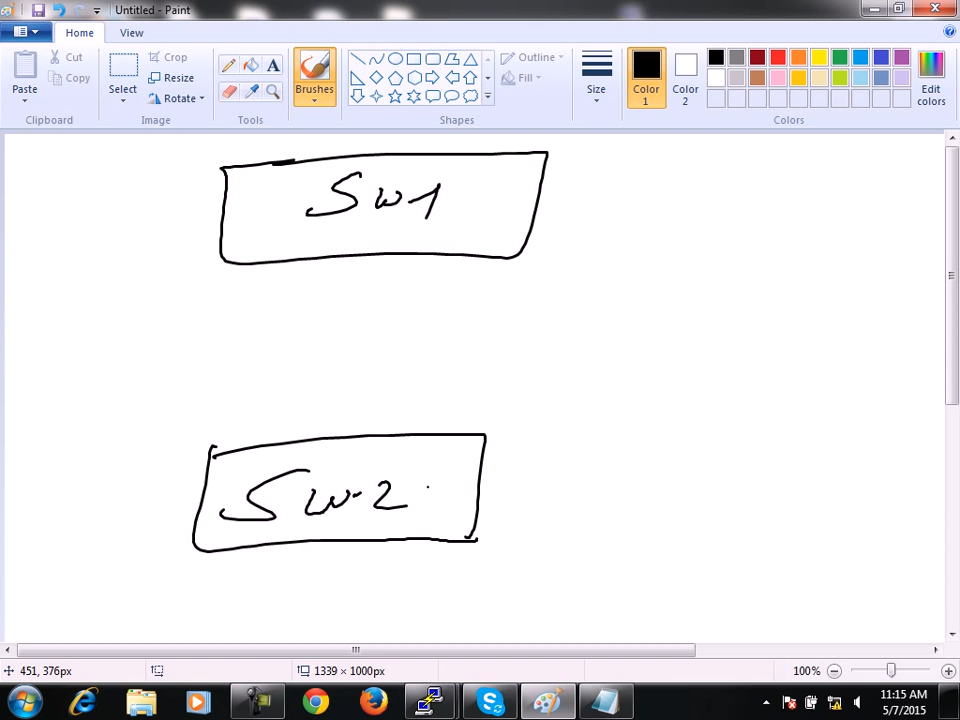 Untitled - Paint
Home
View
Paste
Cut
Copy
Clipboard
Select
Crop
Resize
Rotate
Image
A
Tools
Brushes
Outline
Fill
Shapes
Size
Color 1
Color 2
Edit colors
Colors
SW1
SW-2
451, 376px
1339 × 1000px
100%
11:15 AM
5/7/2015